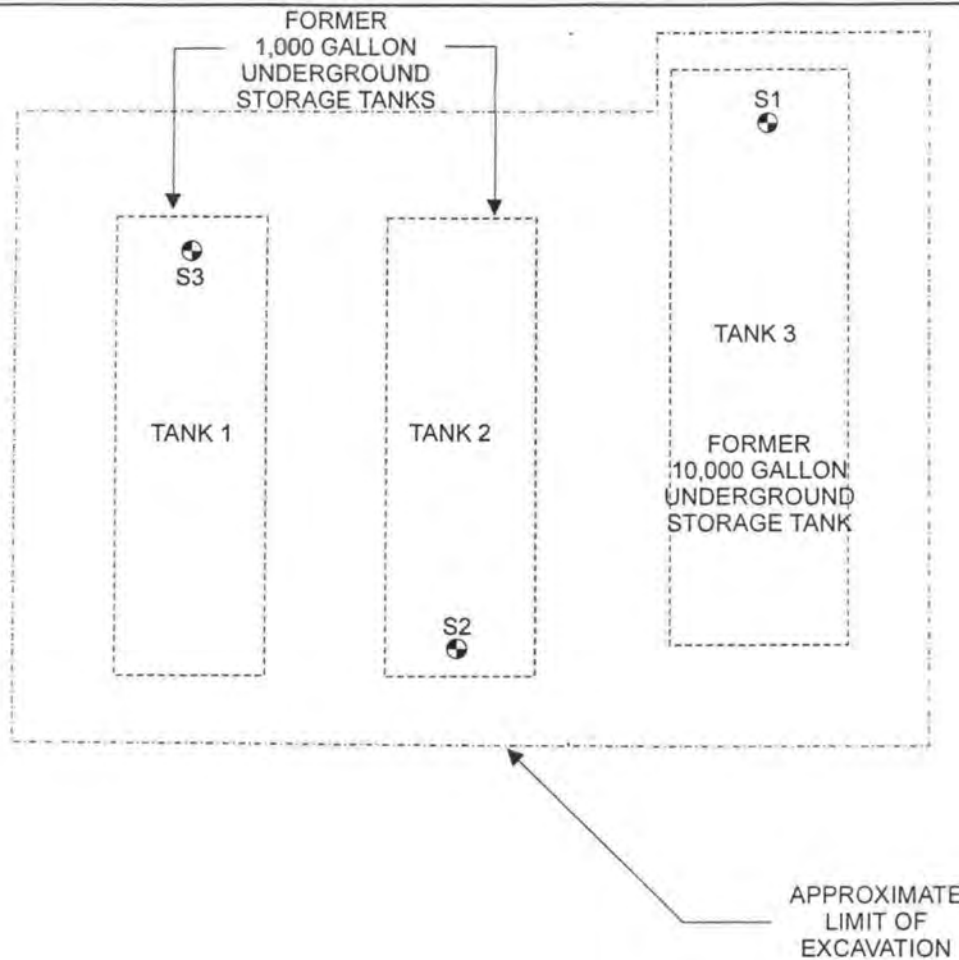 FORMER
1,000 GALLON
UNDERGROUND
STORAGE TANKS
S1
S3
TANK 3
TANK 1
TANK 2
FORMER
10,000 GALLON
UNDERGROUND
STORAGE TANK
S2
APPROXIMATE
LIMIT OF
EXCAVATION